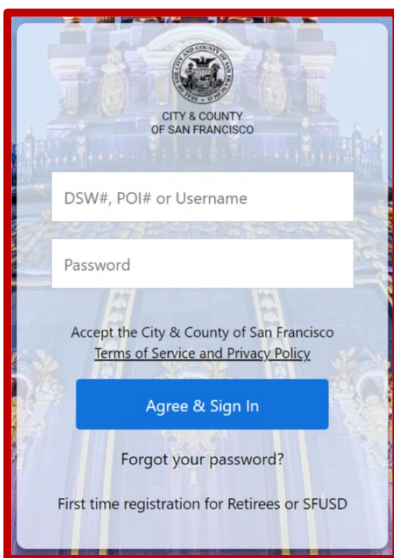 CITY & COUNTY
OF SAN FRANCISCO
DSW#, POI# or Username
Password
Accept the City & County of San Francisco
Terms of Service and Privacy Policy
Agree & Sign In
Forgot your password?
First time registration for Retirees or SFUSD